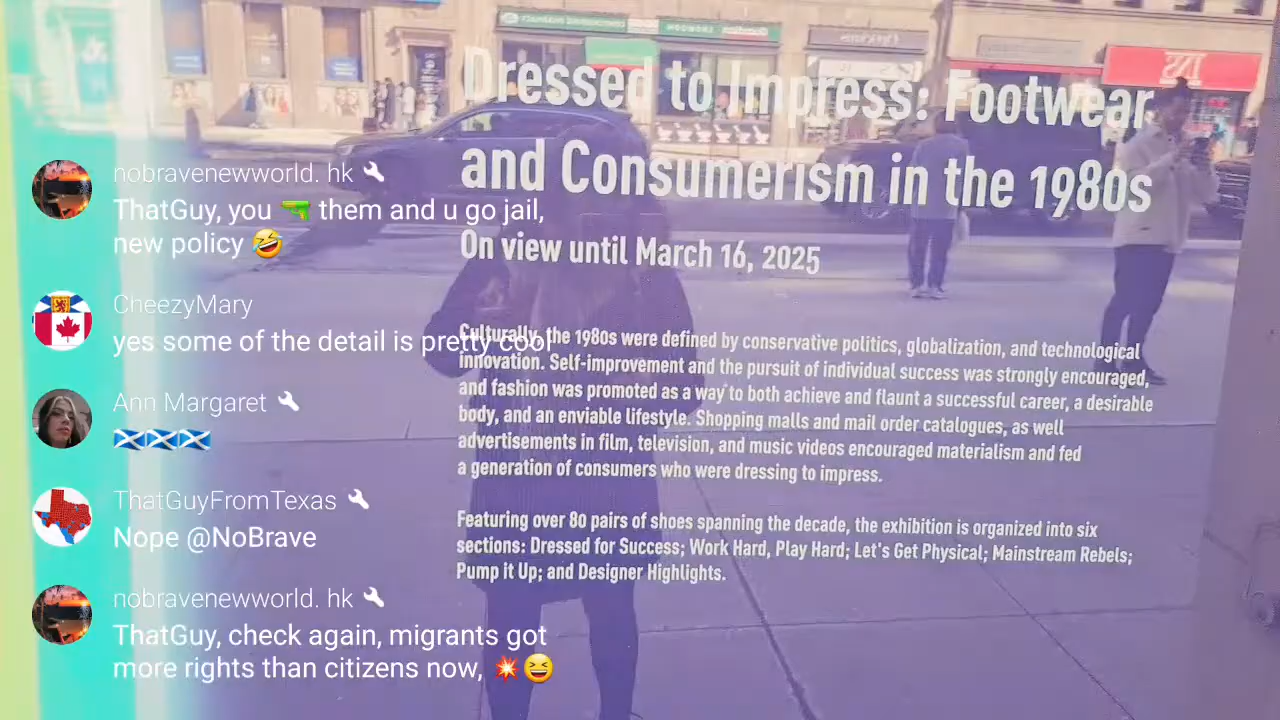 Dressed to Impress: Footwear
and Consumerism in the 1980s
On view until March 16, 2025
Culturally, the 1980s were defined by conservative politics, globalization, and technological
innovation. Self-improvement and the pursuit of individual success was strongly encouraged,
and fashion was promoted as a way to both achieve and flaunt a successful career, a desirable
body, and an enviable lifestyle. Shopping malls and mail order catalogues, as well
advertisements in film, television, and music videos encouraged materialism and fed
a generation of consumers who were dressing to impress.
Featuring over 80 pairs of shoes spanning the decade, the exhibition is organized into six
sections: Dressed for Success; Work Hard, Play Hard; Let's Get Physical; Mainstream Rebels;
Pump it Up; and Designer Highlights.
nobravenewworld. hk
ThatGuy, you 🔫 them and u go jail,
new policy 🤣
CheezyMary
yes some of the detail is pretty cool
Ann Margaret
🏴󠁧󠁢󠁳󠁣󠁴󠁿🏴󠁧󠁢󠁳󠁣󠁴󠁿🏴󠁧󠁢󠁳󠁣󠁴󠁿
ThatGuyFromTexas
Nope @NoBrave
nobravenewworld. hk
ThatGuy, check again, migrants got
more rights than citizens now, 💥😆